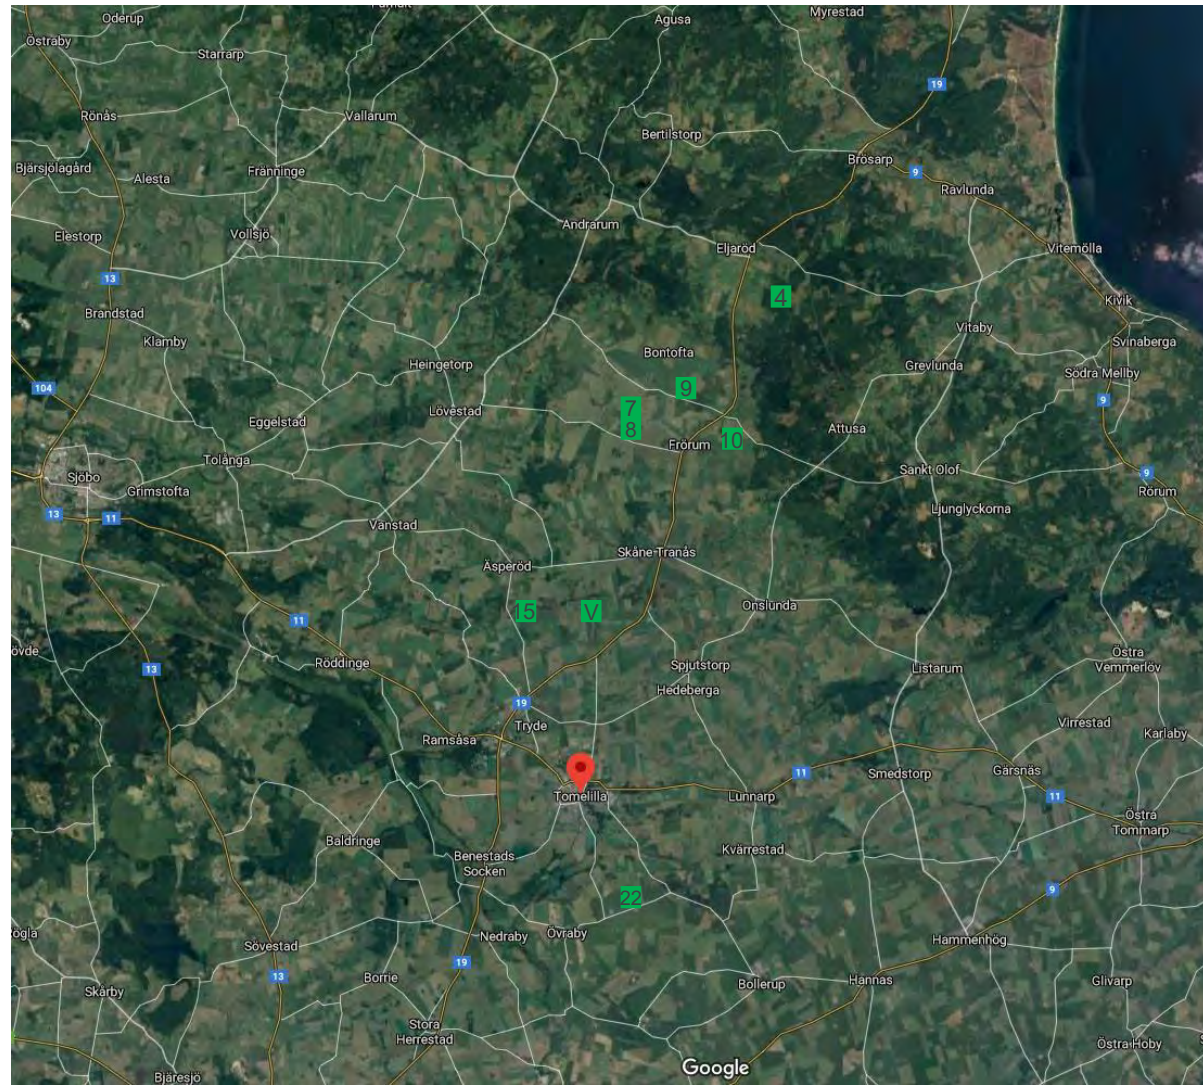 Oderup
Agusa
Myrestad
Östraby
Starrarp
19
Rönås
Vallarum
Bertilstorp
Bjärsjölagård
Alesta
Fränninge
Brösarp
9
Ravlunda
Elestorp
Vollsjö
Andrarum
Eljaröd
Vitemölla
13
4
Kivik
Brandstad
Klamby
Bontofta
Vitaby
Svinaberga
Heingetorp
Grevlunda
Södra Mellby
104
9
7
8
9
Lövestad
Eggelstad
Attusa
10
Frörum
Tolånga
Sankt Olof
Sjöbo
Grimstofta
9
Rörum
13
11
Vanstad
Ljunglyckorna
Skåne-Tranås
Äsperöd
15
V
Onslunda
11
övde
13
Röddinge
Spjutstorp
Listarum
Östra
Vemmerlöv
Hedeberga
19
Tryde
Virrestad
Karlaby
Ramsåsa
11
Smedstorp
Gärsnäs
Tomelilla
Lunnarp
11
Östra
Tommarp
Baldringe
Kvärrestad
Benestads
Socken
22
9
Nedraby
Övraby
Hammenhög
Sövestad
19
13
Borrie
Bollerup
Hannas
Glivarp
Skårby
Stora
Herrestad
Östra Hoby
Google
Bjäresjö